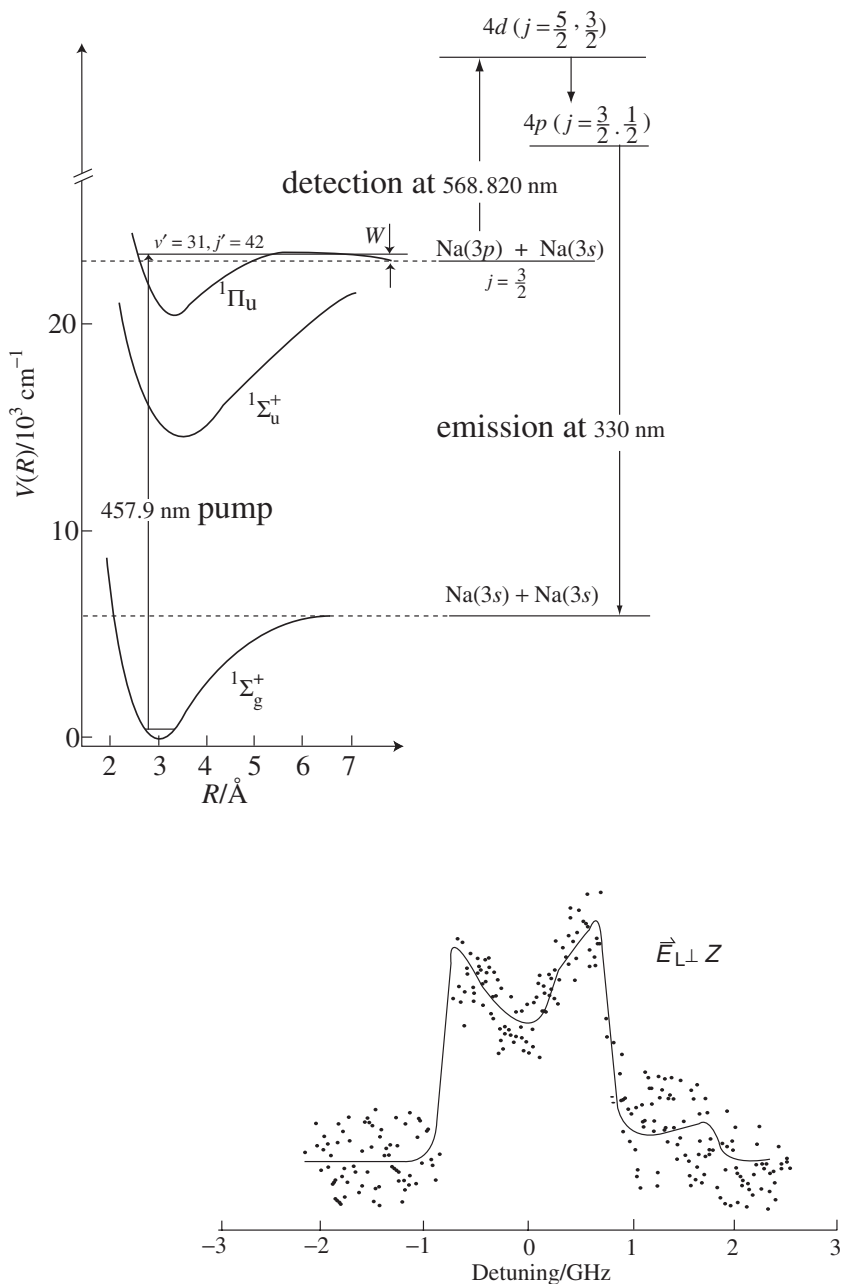 4d (j = 5/2 , 3/2)
4p (j = 3/2 . 1/2)
detection at 568.820 nm
v′ = 31, j′ = 42
W
Na(3p) + Na(3s)
j = 3/2
¹Πu
20
¹Σu⁺
V(R)/10³ cm⁻¹
emission at 330 nm
457.9 nm pump
10
Na(3s) + Na(3s)
¹Σg⁺
0
2 3 4 5 6 7
R/Å
E⃗L⊥ Z
−3 −2 −1 0 1 2 3
Detuning/GHz